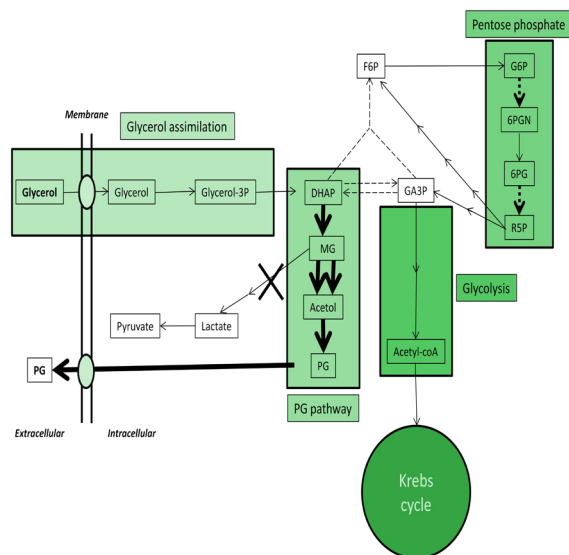 Pentose phosphate
F6P
G6P
6PGN
6PG
R5P
Membrane
Glycerol assimilation
Glycerol
Glycerol
Glycerol-3P
DHAP
GA3P
MG
Acetol
PG
Pyruvate
Lactate
Glycolysis
Acetyl-coA
PG
PG pathway
Extracellular
Intracellular
Krebs
cycle